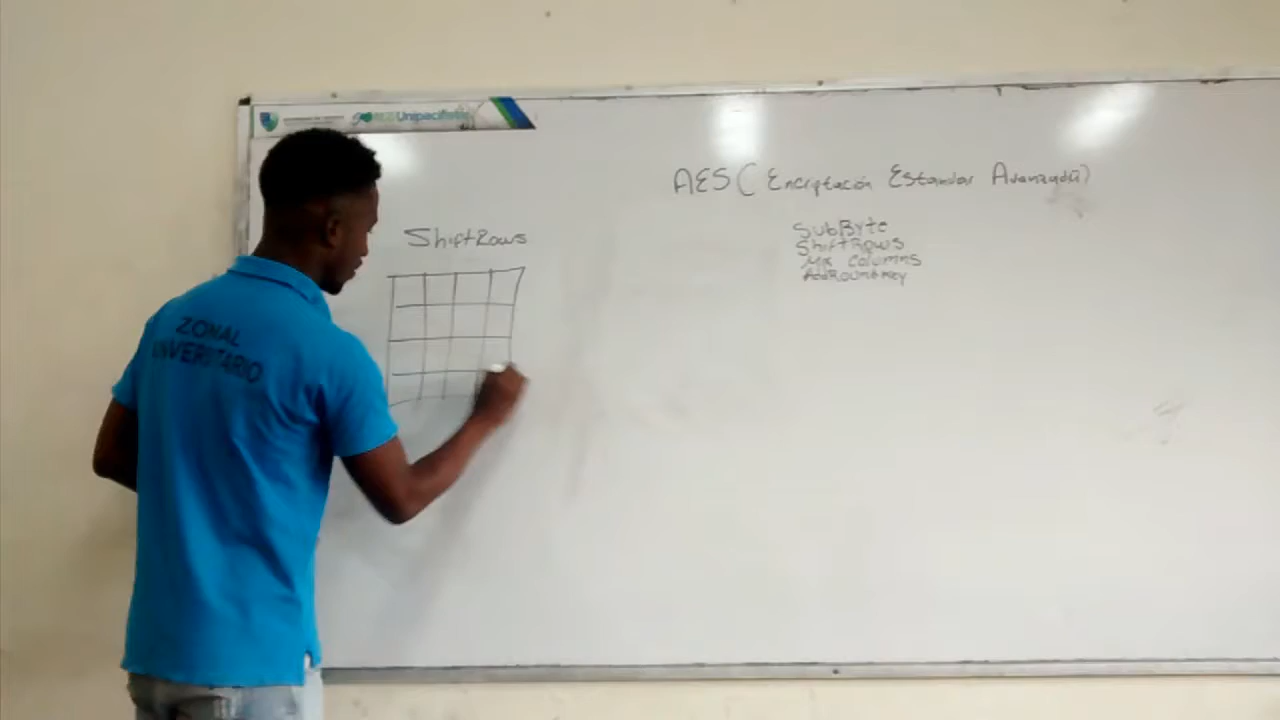 Unipacífico
AES (Encriptación Estandar Avanzada)
ShiftRows
SubByte
ShiftRows
Mix Columns
AddRoundKey
ZONAL
UNIVERSITARIO